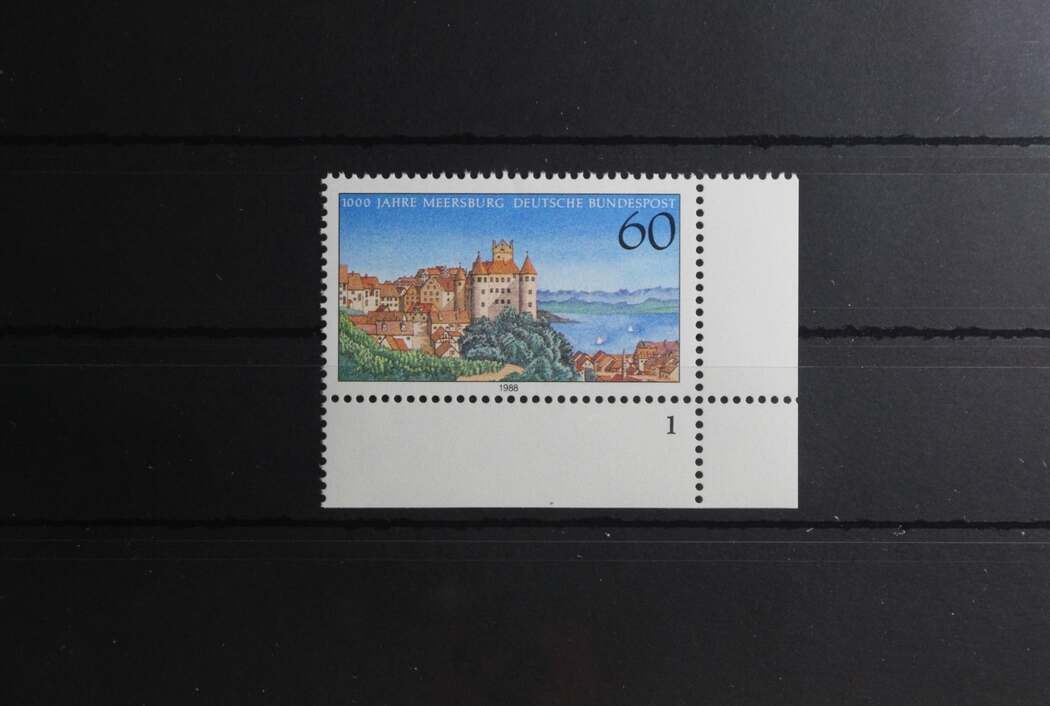 1000 JAHRE MEERSBURG DEUTSCHE BUNDESPOST
60
1988
1